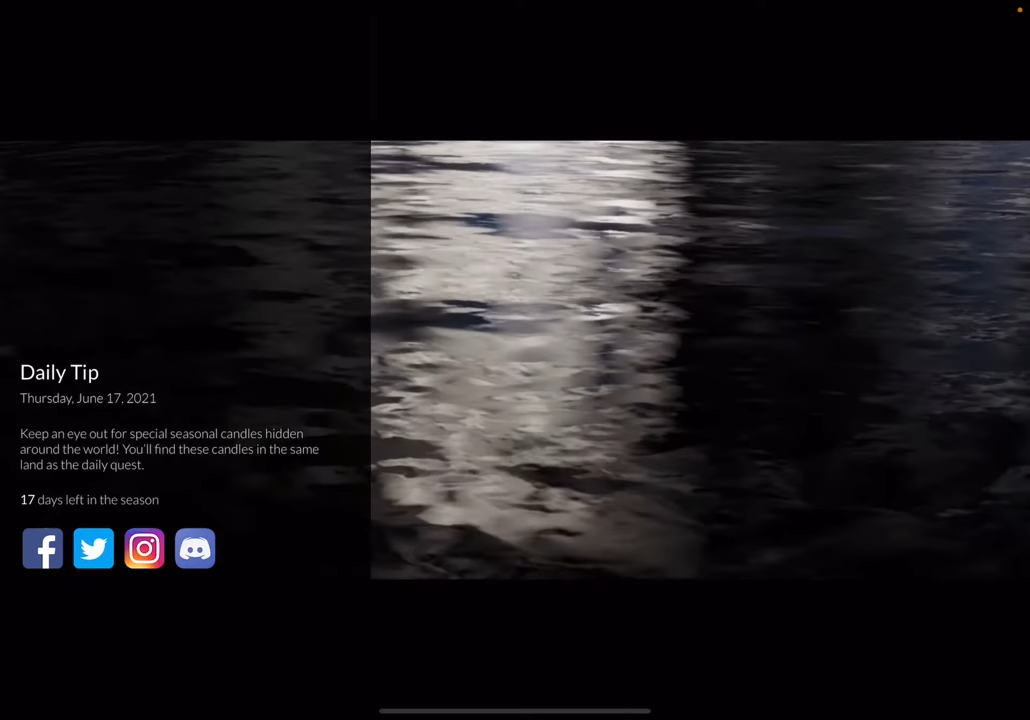 Daily Tip
Thursday, June 17, 2021
Keep an eye out for special seasonal candles hidden
around the world! You'll find these candles in the same
land as the daily quest.
17 days left in the season